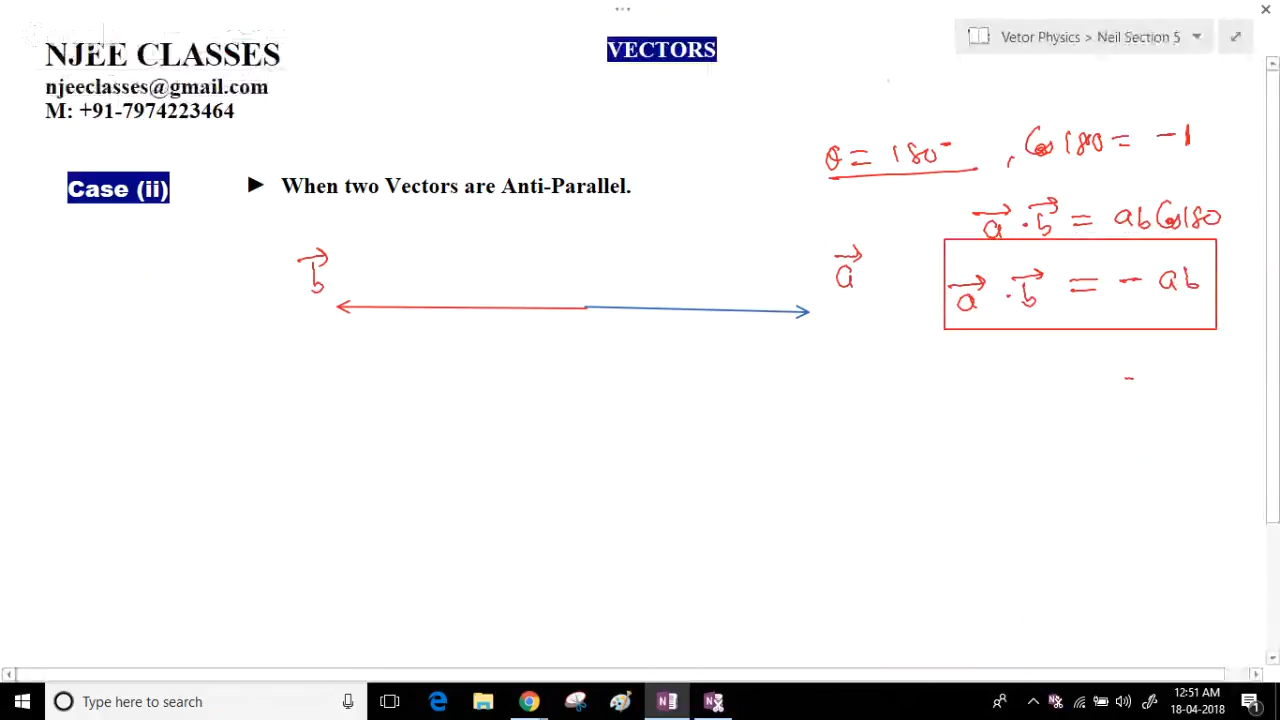 NJEE CLASSES
njeeclasses@gmail.com
M: +91-7974223464
VECTORS
Vetor Physics > Neil Section 5
θ = 180° , Cos 180 = -1
Case (ii) ► When two Vectors are Anti-Parallel.
a⃗ . b⃗ = ab Cos 180
b⃗
a⃗
a⃗ . b⃗ = - ab
-
Type here to search
12:51 AM
18-04-2018
1